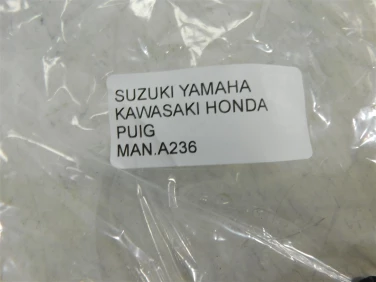 SUZUKI YAMAHA
KAWASAKI HONDA
PUIG
MAN.A236